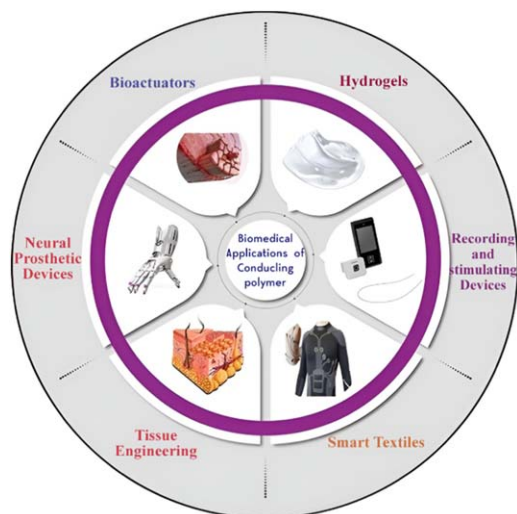 Bioactuators
Hydrogels
Neural
Prosthetic
Devices
Biomedical
Applications of
Conducling
polymer
Recording
and
stimulating
Devices
Tissue
Engineering
Smart Textiles